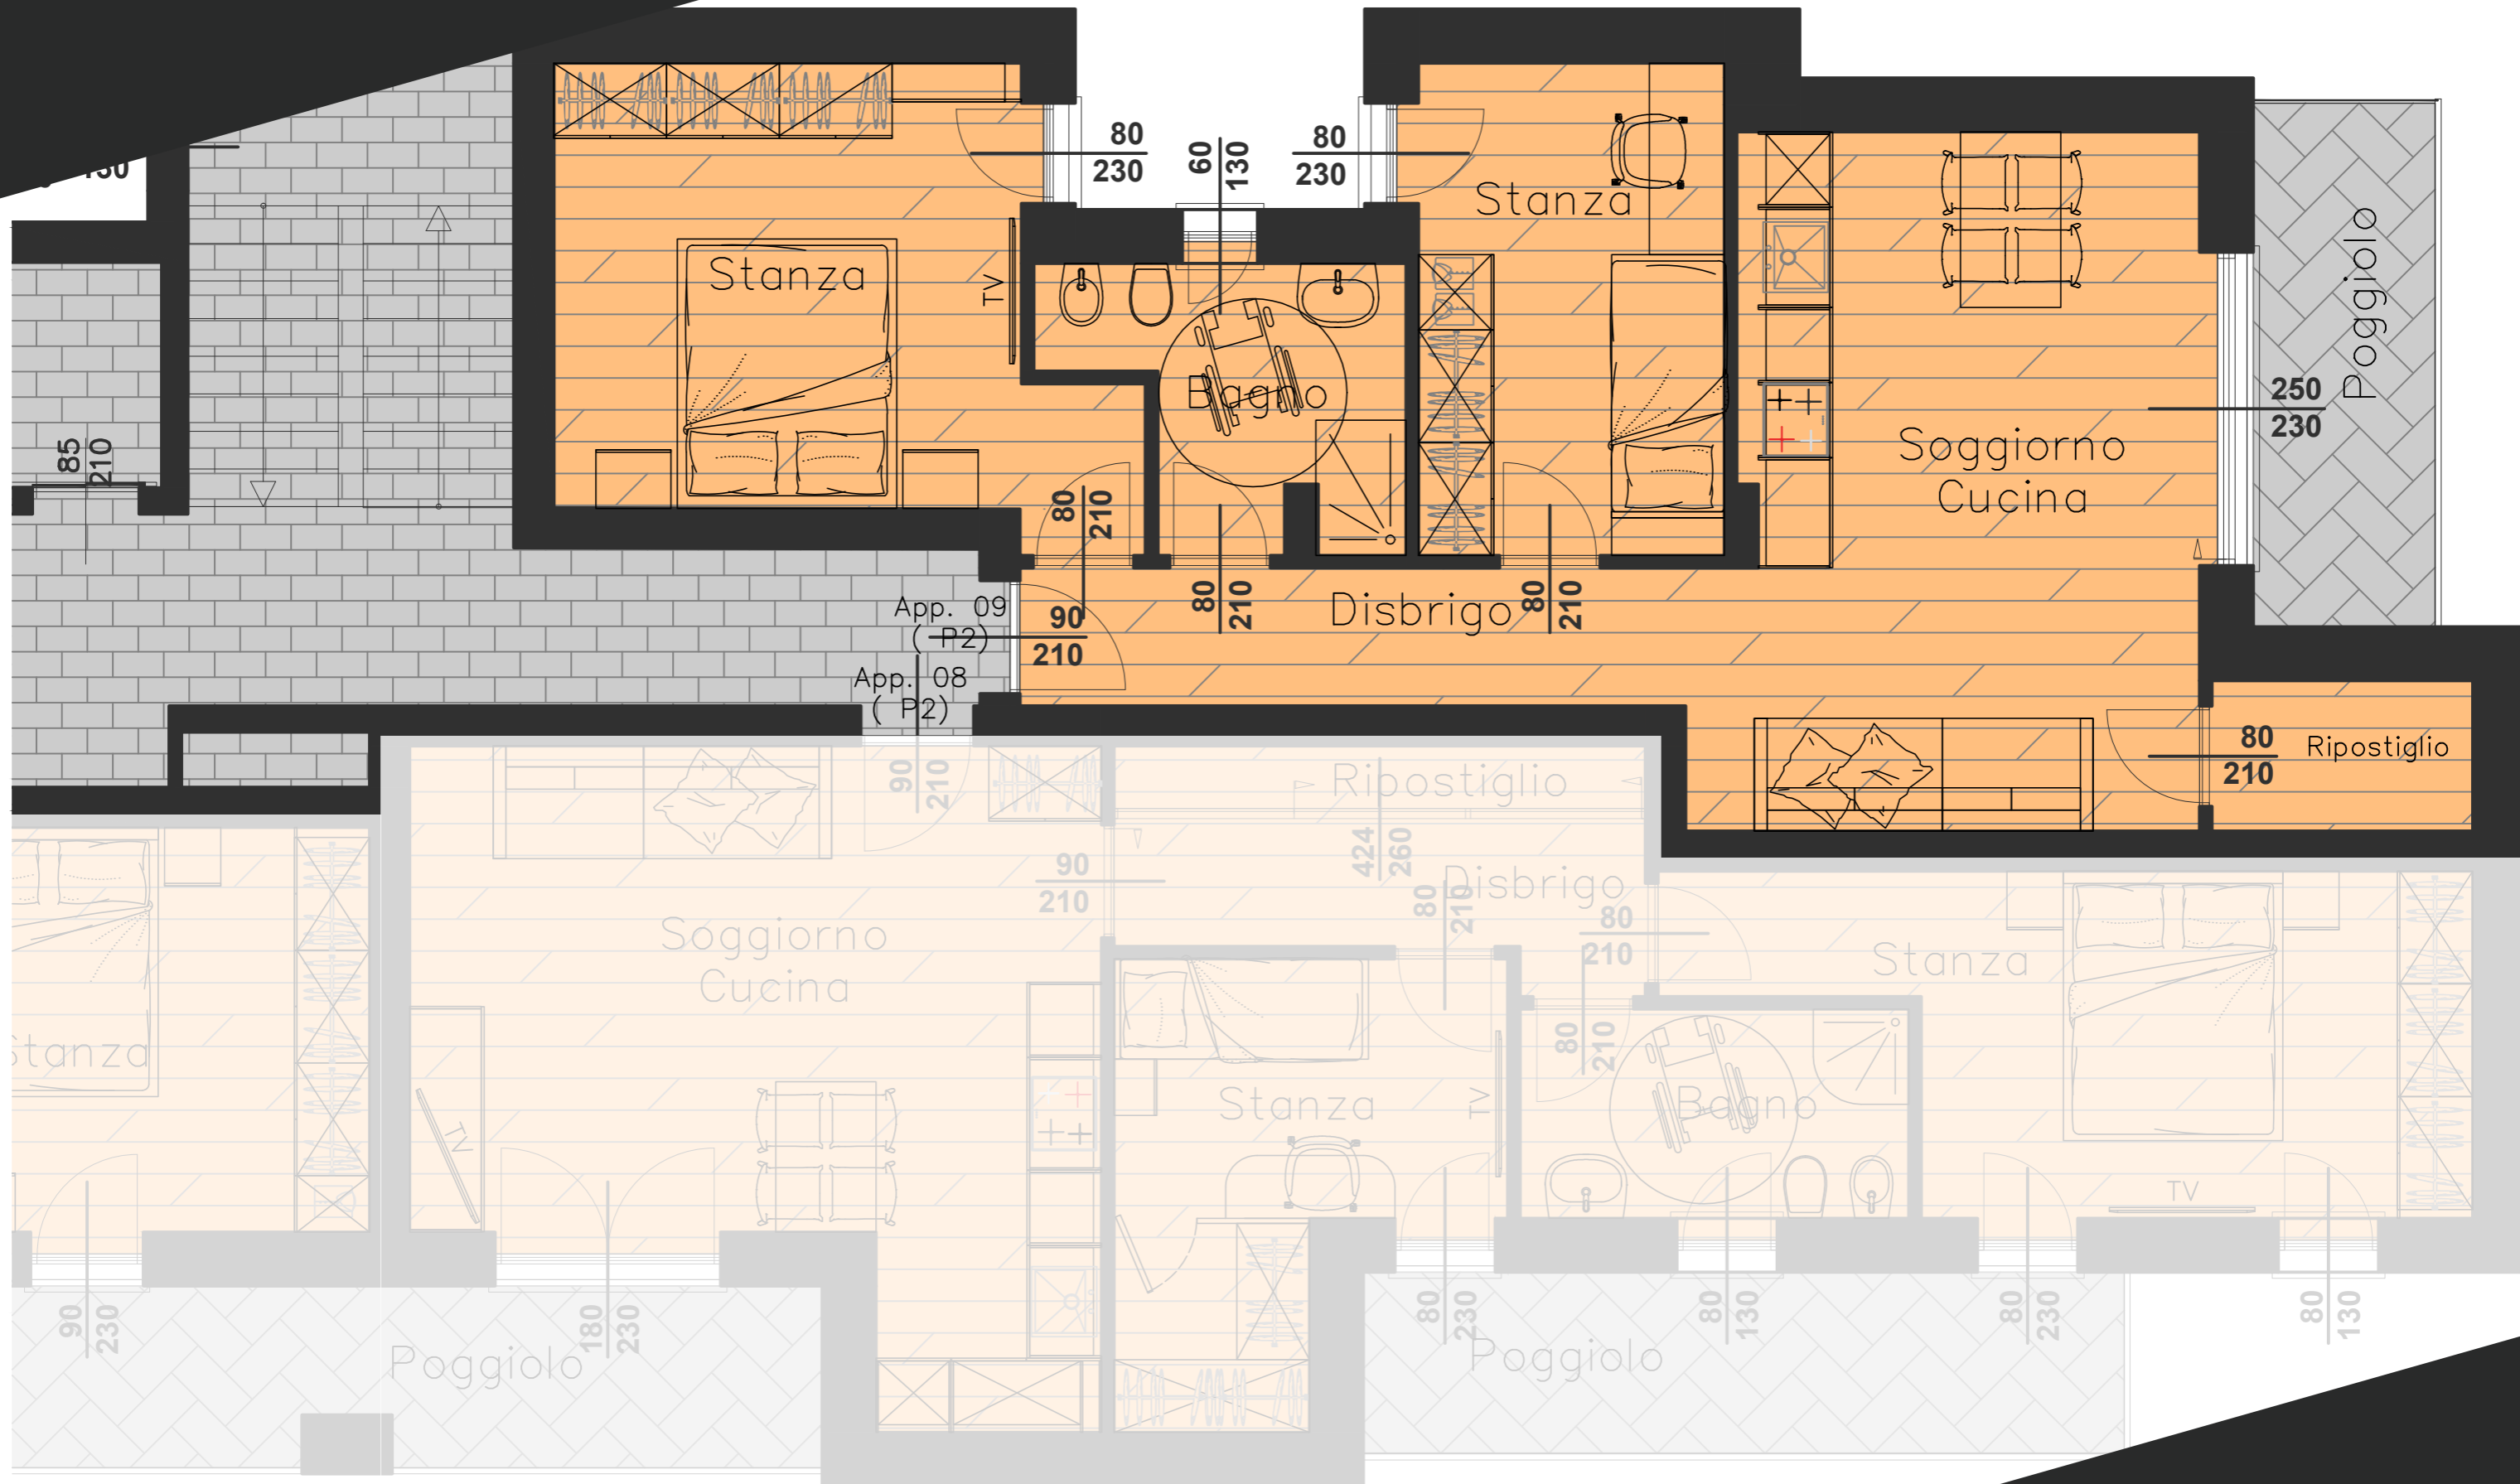 80
230
60
130
80
230
Stanza
Stanza
TV
Bagno
Poggiolo
250
230
Soggiorno
Cucina
85
210
80
210
80
210
80
210
Disbrigo
App. 09
( P2)
90
210
App. 08
( P2)
90
210
80
210
Ripostiglio
Ripostiglio
424
260
90
210
Disbrigo
80
210
80
210
Soggiorno
Cucina
Stanza
Stanza
80
210
Stanza
TV
Bagno
TV
TV
90
230
180
230
80
230
80
130
80
230
80
130
Poggiolo
Poggiolo